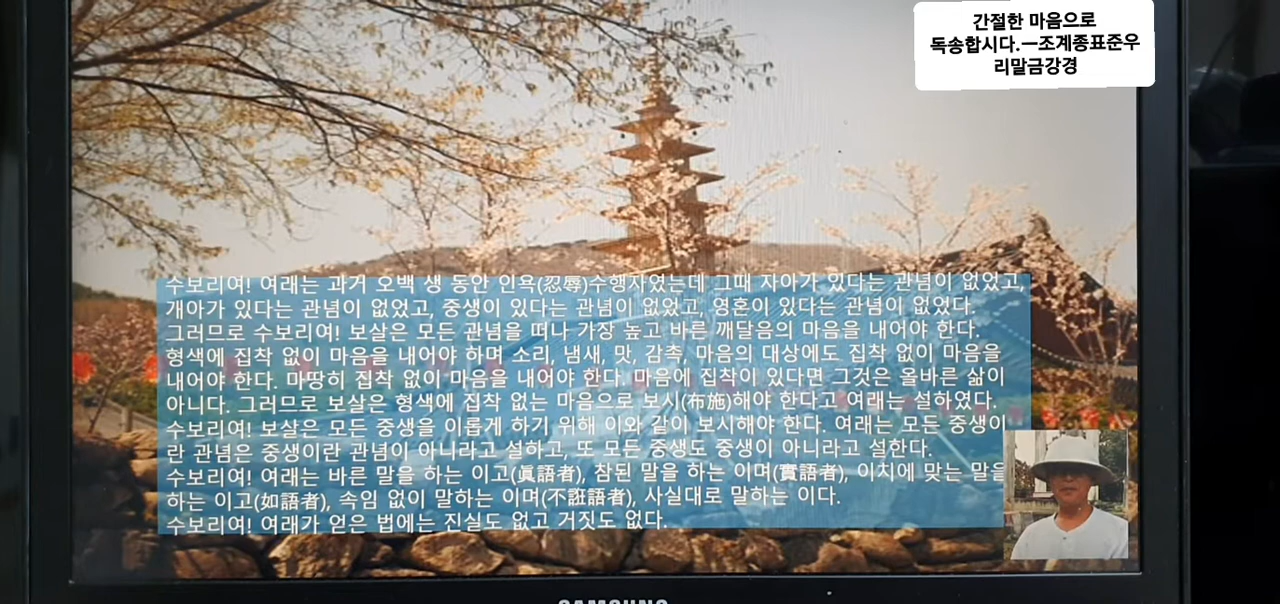 간절한 마음으로
독송합시다.ㅡ조계종표준우
리말금강경
수보리여! 여래는 과거 오백 생 동안 인욕(忍辱)수행자였는데 그때 자아가 있다는 관념이 없었고,
개아가 있다는 관념이 없었고, 중생이 있다는 관념이 없었고, 영혼이 있다는 관념이 없었다.
그러므로 수보리여! 보살은 모든 관념을 떠나 가장 높고 바른 깨달음의 마음을 내어야 한다.
형색에 집착 없이 마음을 내어야 하며 소리, 냄새, 맛, 감촉, 마음의 대상에도 집착 없이 마음을
내어야 한다. 마땅히 집착 없이 마음을 내어야 한다. 마음에 집착이 있다면 그것은 올바른 삶이
아니다. 그러므로 보살은 형색에 집착 없는 마음으로 보시(布施)해야 한다고 여래는 설하였다.
수보리여! 보살은 모든 중생을 이롭게 하기 위해 이와 같이 보시해야 한다. 여래는 모든 중생이
란 관념은 중생이란 관념이 아니라고 설하고, 또 모든 중생도 중생이 아니라고 설한다.
수보리여! 여래는 바른 말을 하는 이고(眞語者), 참된 말을 하는 이며(實語者), 이치에 맞는 말을
하는 이고(如語者), 속임 없이 말하는 이며(不誑語者), 사실대로 말하는 이다.
수보리여! 여래가 얻은 법에는 진실도 없고 거짓도 없다.
SAMSUNG